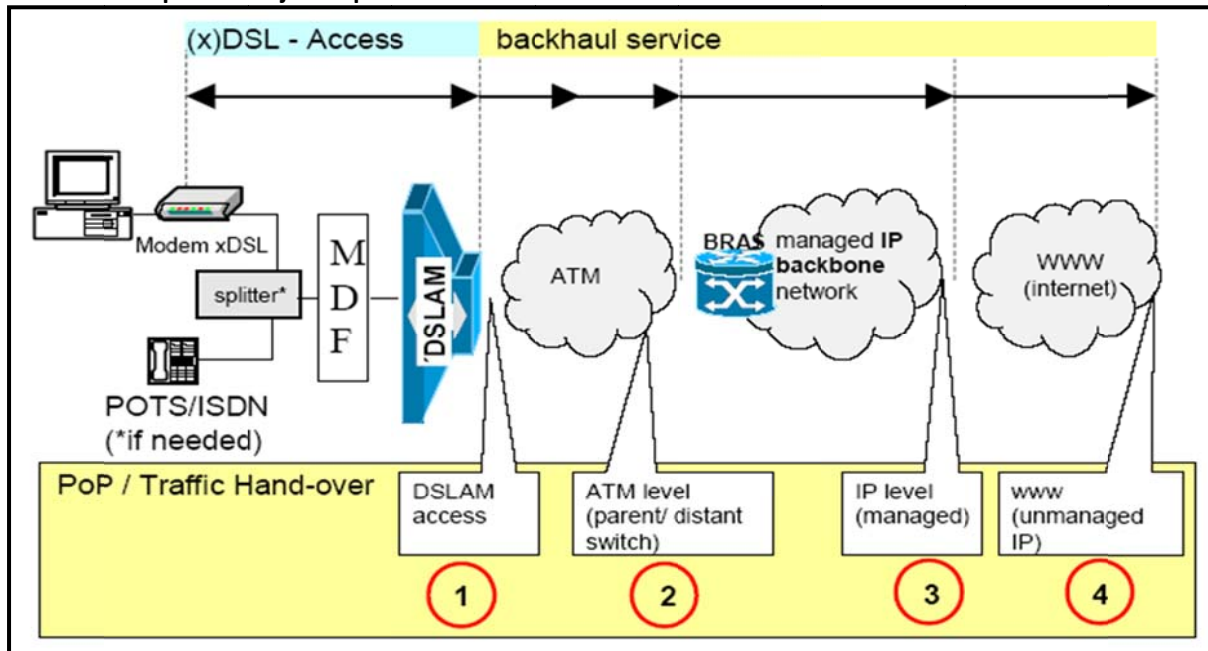 (x)DSL - Access
backhaul service
Modem xDSL
splitter*
M
D
F
DSLAM
ATM
BRAS
managed IP
backbone
network
WWW
(internet)
POTS/ISDN
(*if needed)
PoP / Traffic Hand-over
DSLAM
access
ATM level
(parent/ distant
switch)
IP level
(managed)
www
(unmanaged
IP)
1
2
3
4